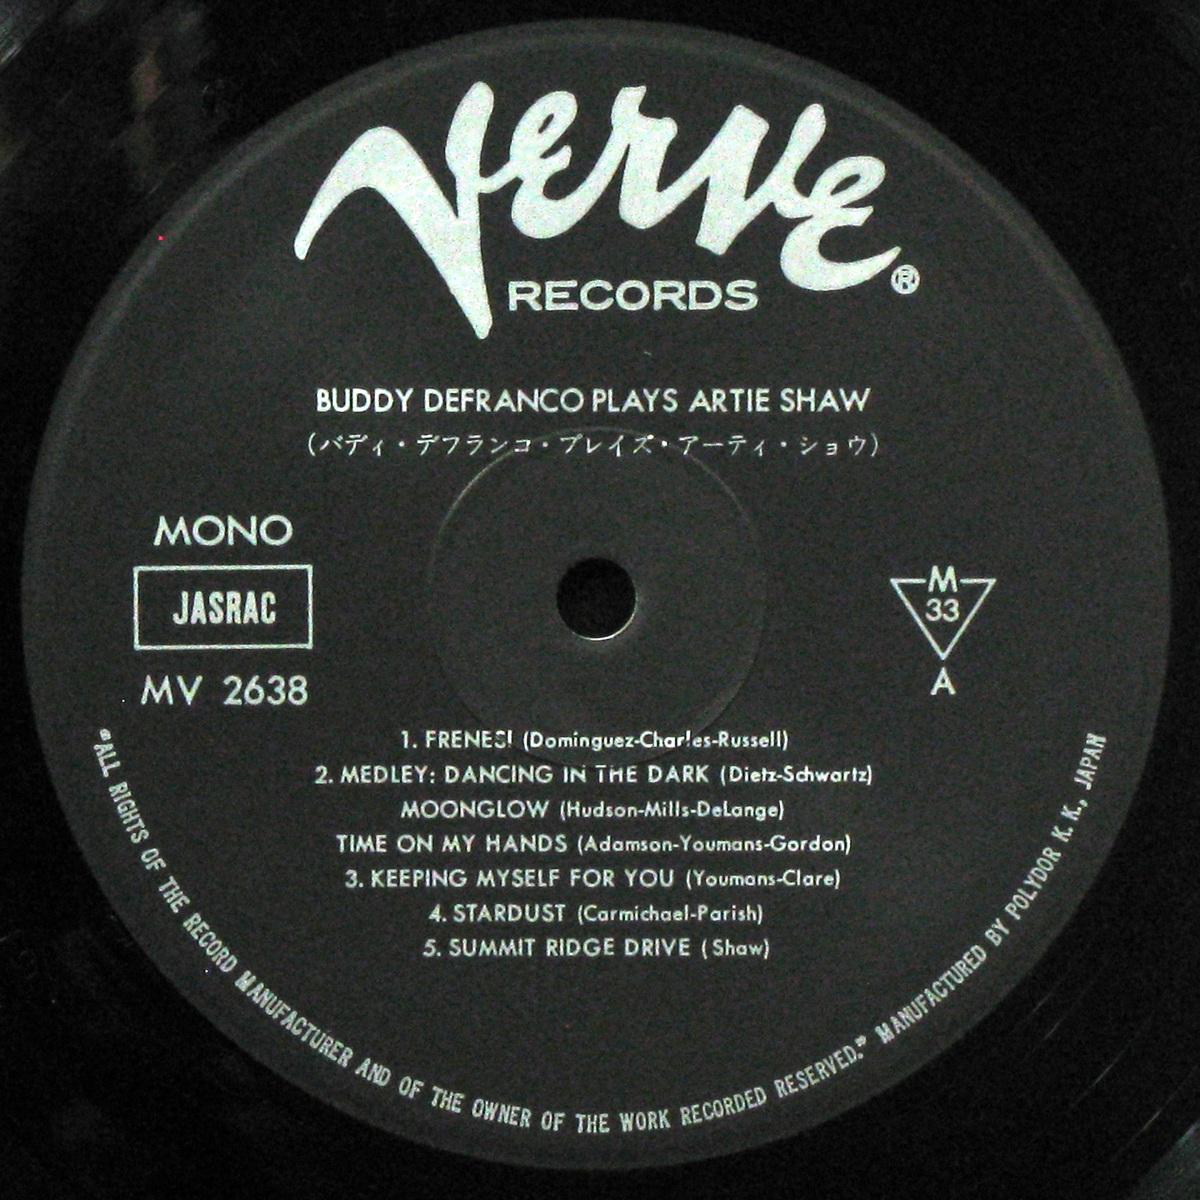 Verve
RECORDS ®
BUDDY DEFRANCO PLAYS ARTIE SHAW
(バディ・デフランコ・プレイズ・アーティ・ショウ)
MONO
JASRAC
MV 2638
M
33
A
1. FRENESI (Dominguez-Charles-Russell)
2. MEDLEY: DANCING IN THE DARK (Dietz-Schwartz)
MOONGLOW (Hudson-Mills-DeLange)
TIME ON MY HANDS (Adamson-Youmans-Gordon)
3. KEEPING MYSELF FOR YOU (Youmans-Clare)
4. STARDUST (Carmichael-Parish)
5. SUMMIT RIDGE DRIVE (Shaw)
"ALL RIGHTS OF THE RECORD MANUFACTURER AND OF THE OWNER OF THE WORK RECORDED RESERVED." MANUFACTURED BY POLYDOR K. K., JAPAN